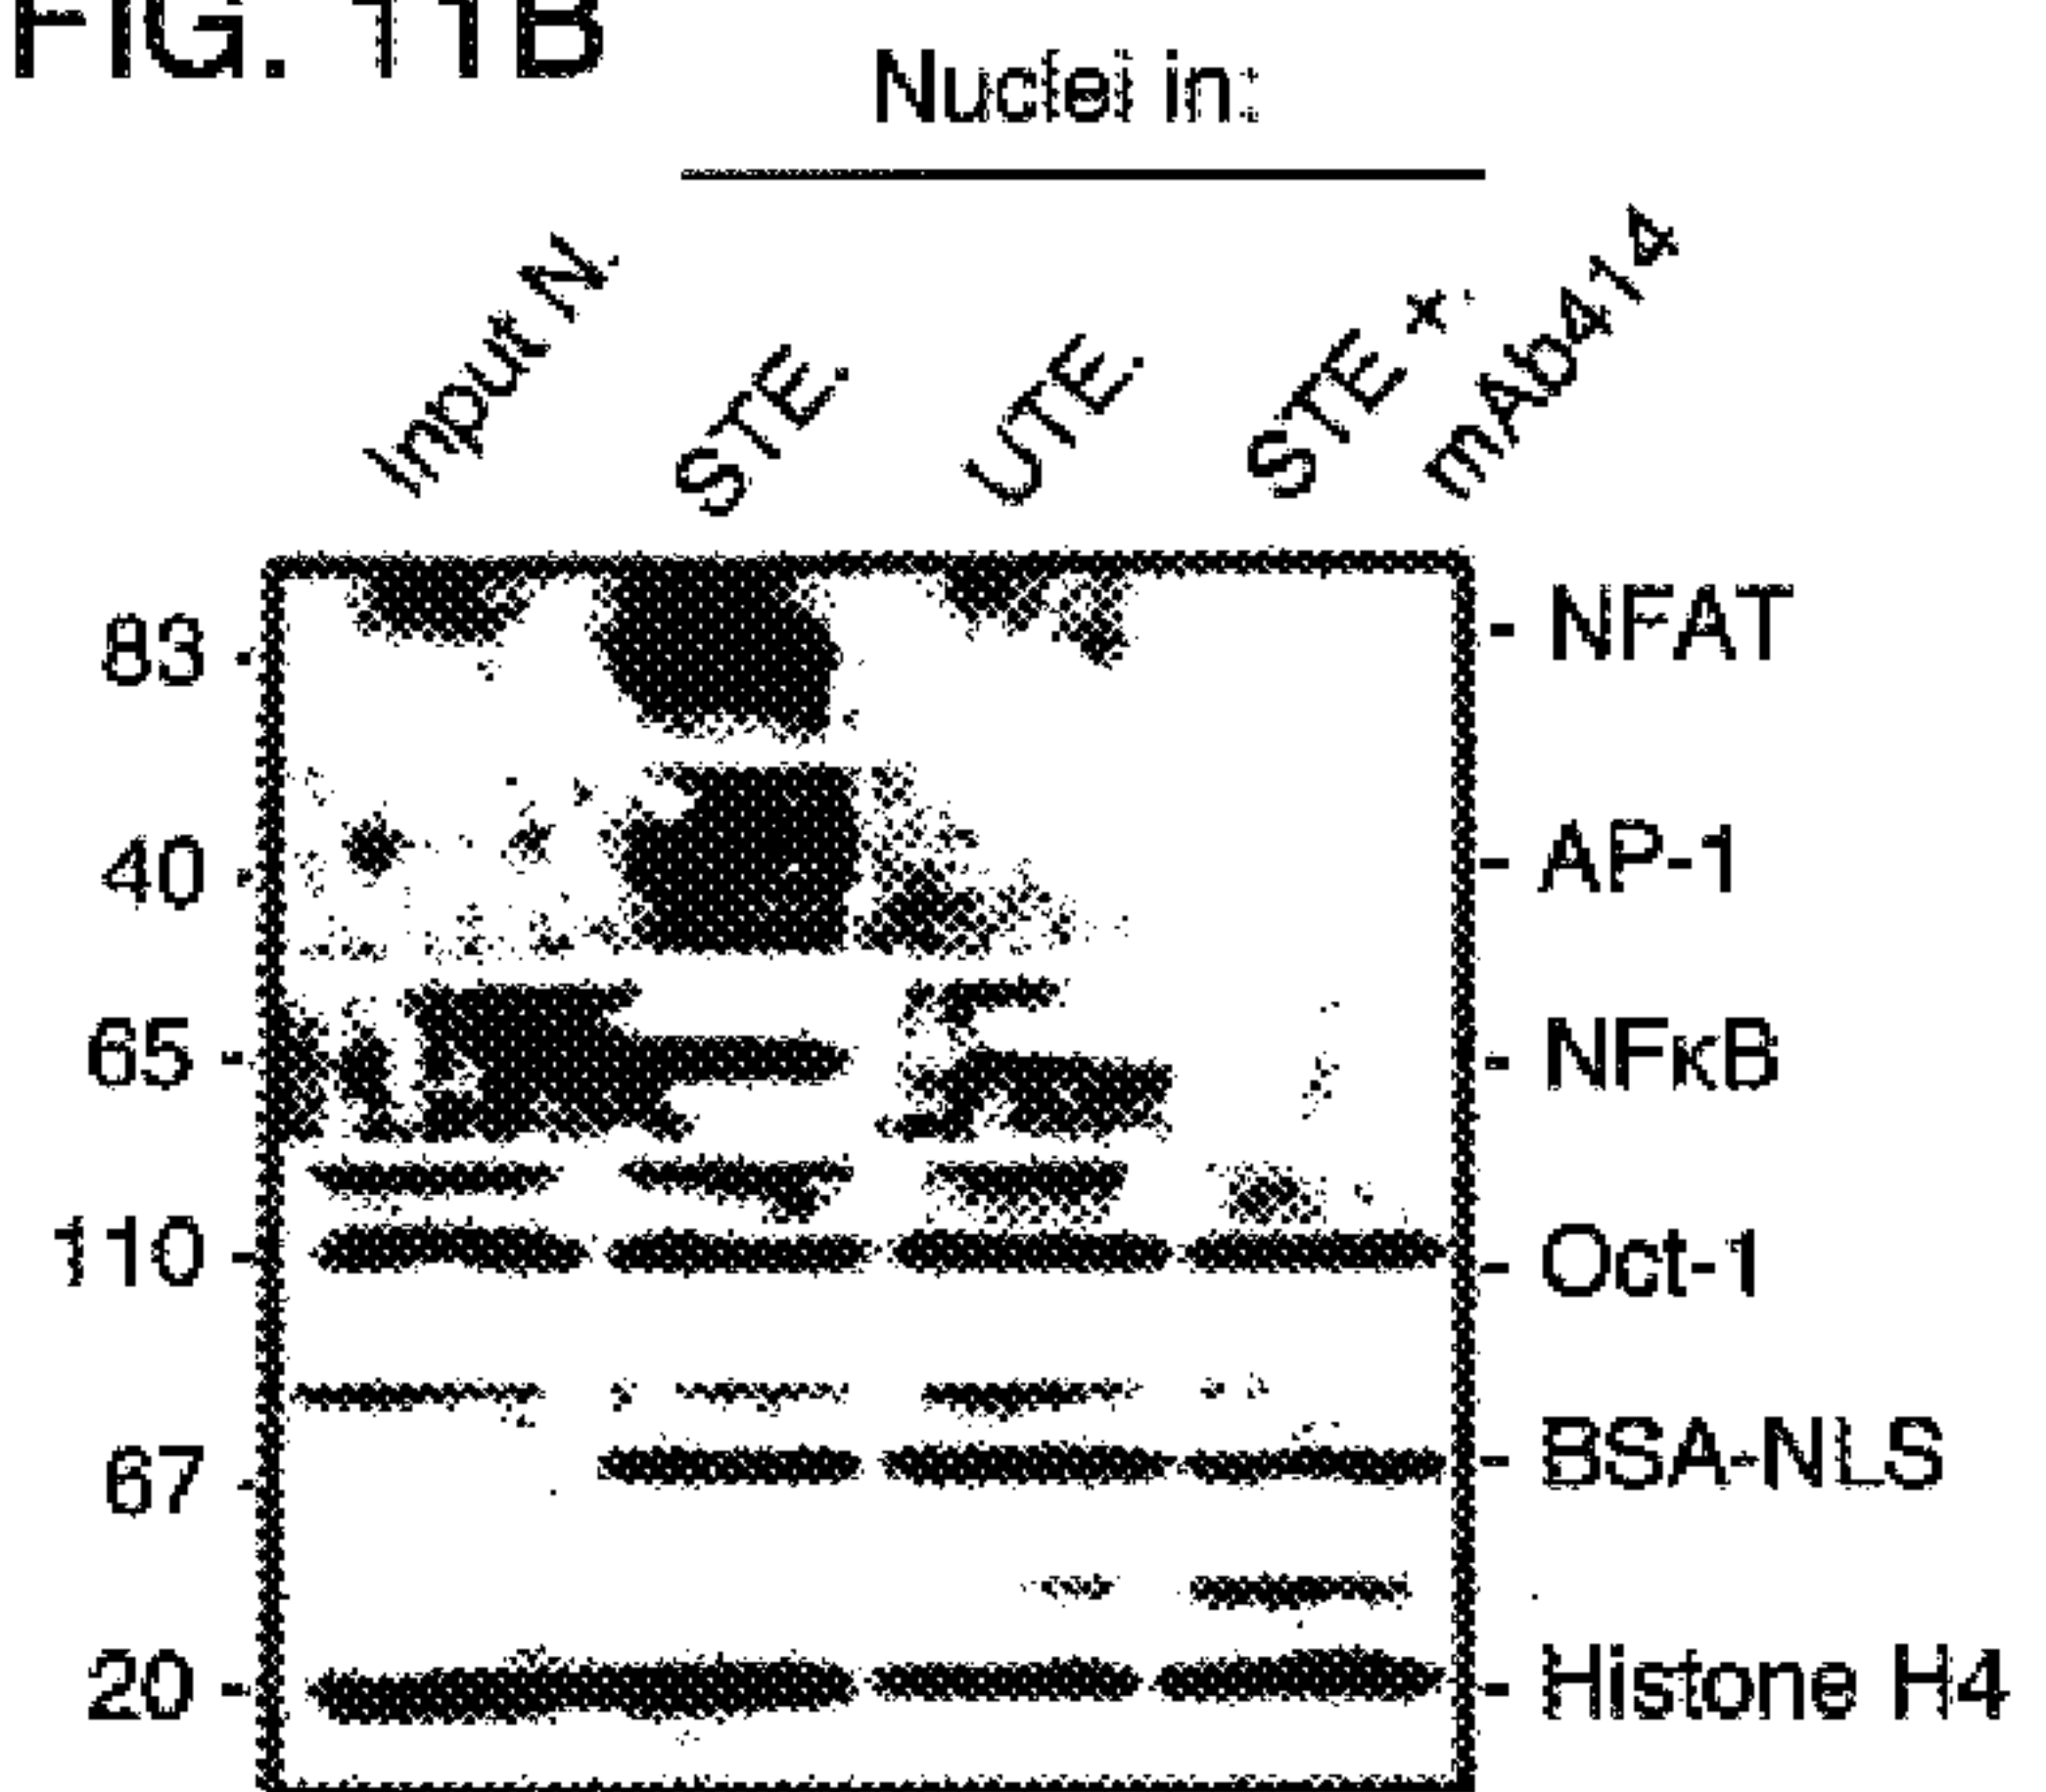 FIG. 11B
Nuclei in:
Input N.
STE.
UTE.
STE +
mAb414
83
NFAT
40
AP-1
65
NFκB
110
Oct-1
67
BSA-NLS
20
Histone H4